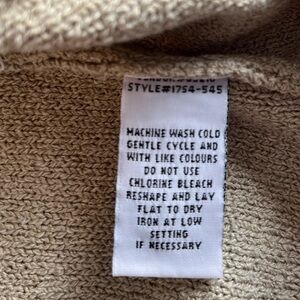 STYLE#1754-545
MACHINE WASH COLD
GENTLE CYCLE AND
WITH LIKE COLOURS
DO NOT USE
CHLORINE BLEACH
RESHAPE AND LAY
FLAT TO DRY
IRON AT LOW
SETTING
IF NECESSARY